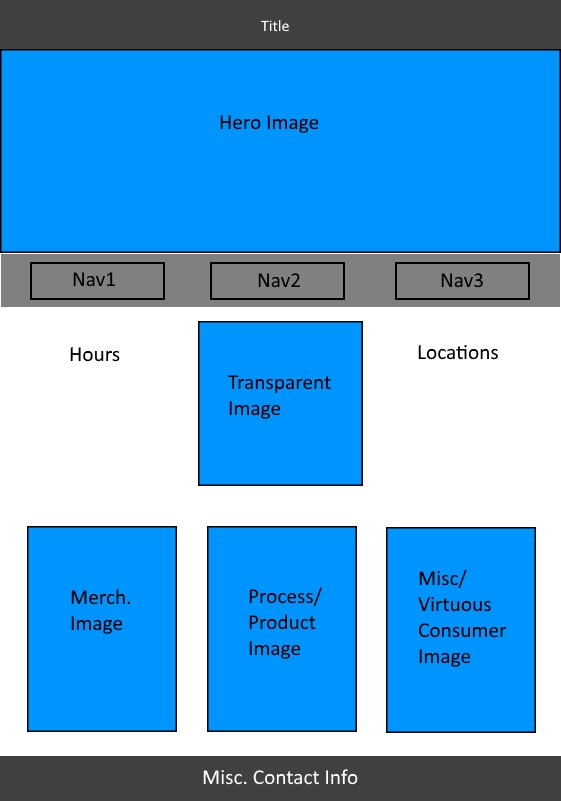 Title
Hero Image
Nav1
Nav2
Nav3
Hours
Transparent
Image
Locations
Merch.
Image
Process/
Product
Image
Misc/
Virtuous
Consumer
Image
Misc. Contact Info